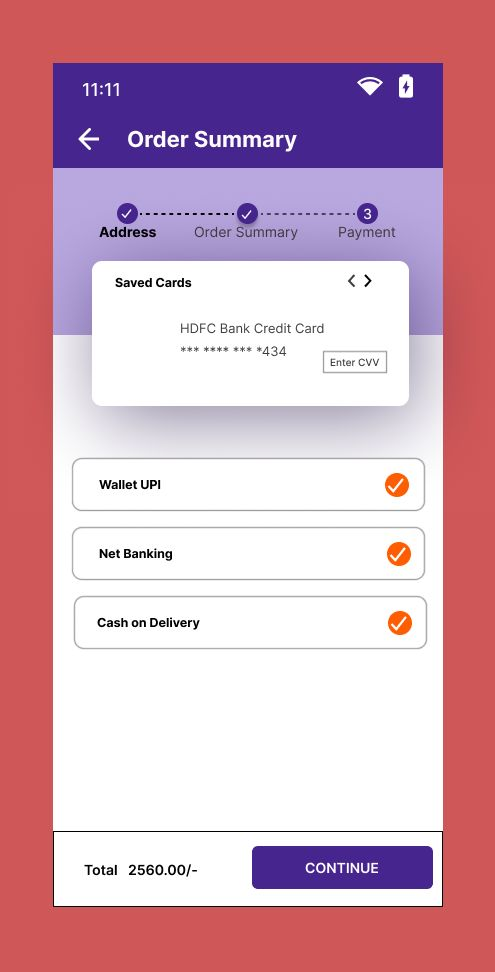 11:11
Order Summary
3
Address Order Summary Payment
Saved Cards
HDFC Bank Credit Card
*** **** *** *434
Enter CVV
Wallet UPI
Net Banking
Cash on Delivery
Total 2560.00/- CONTINUE